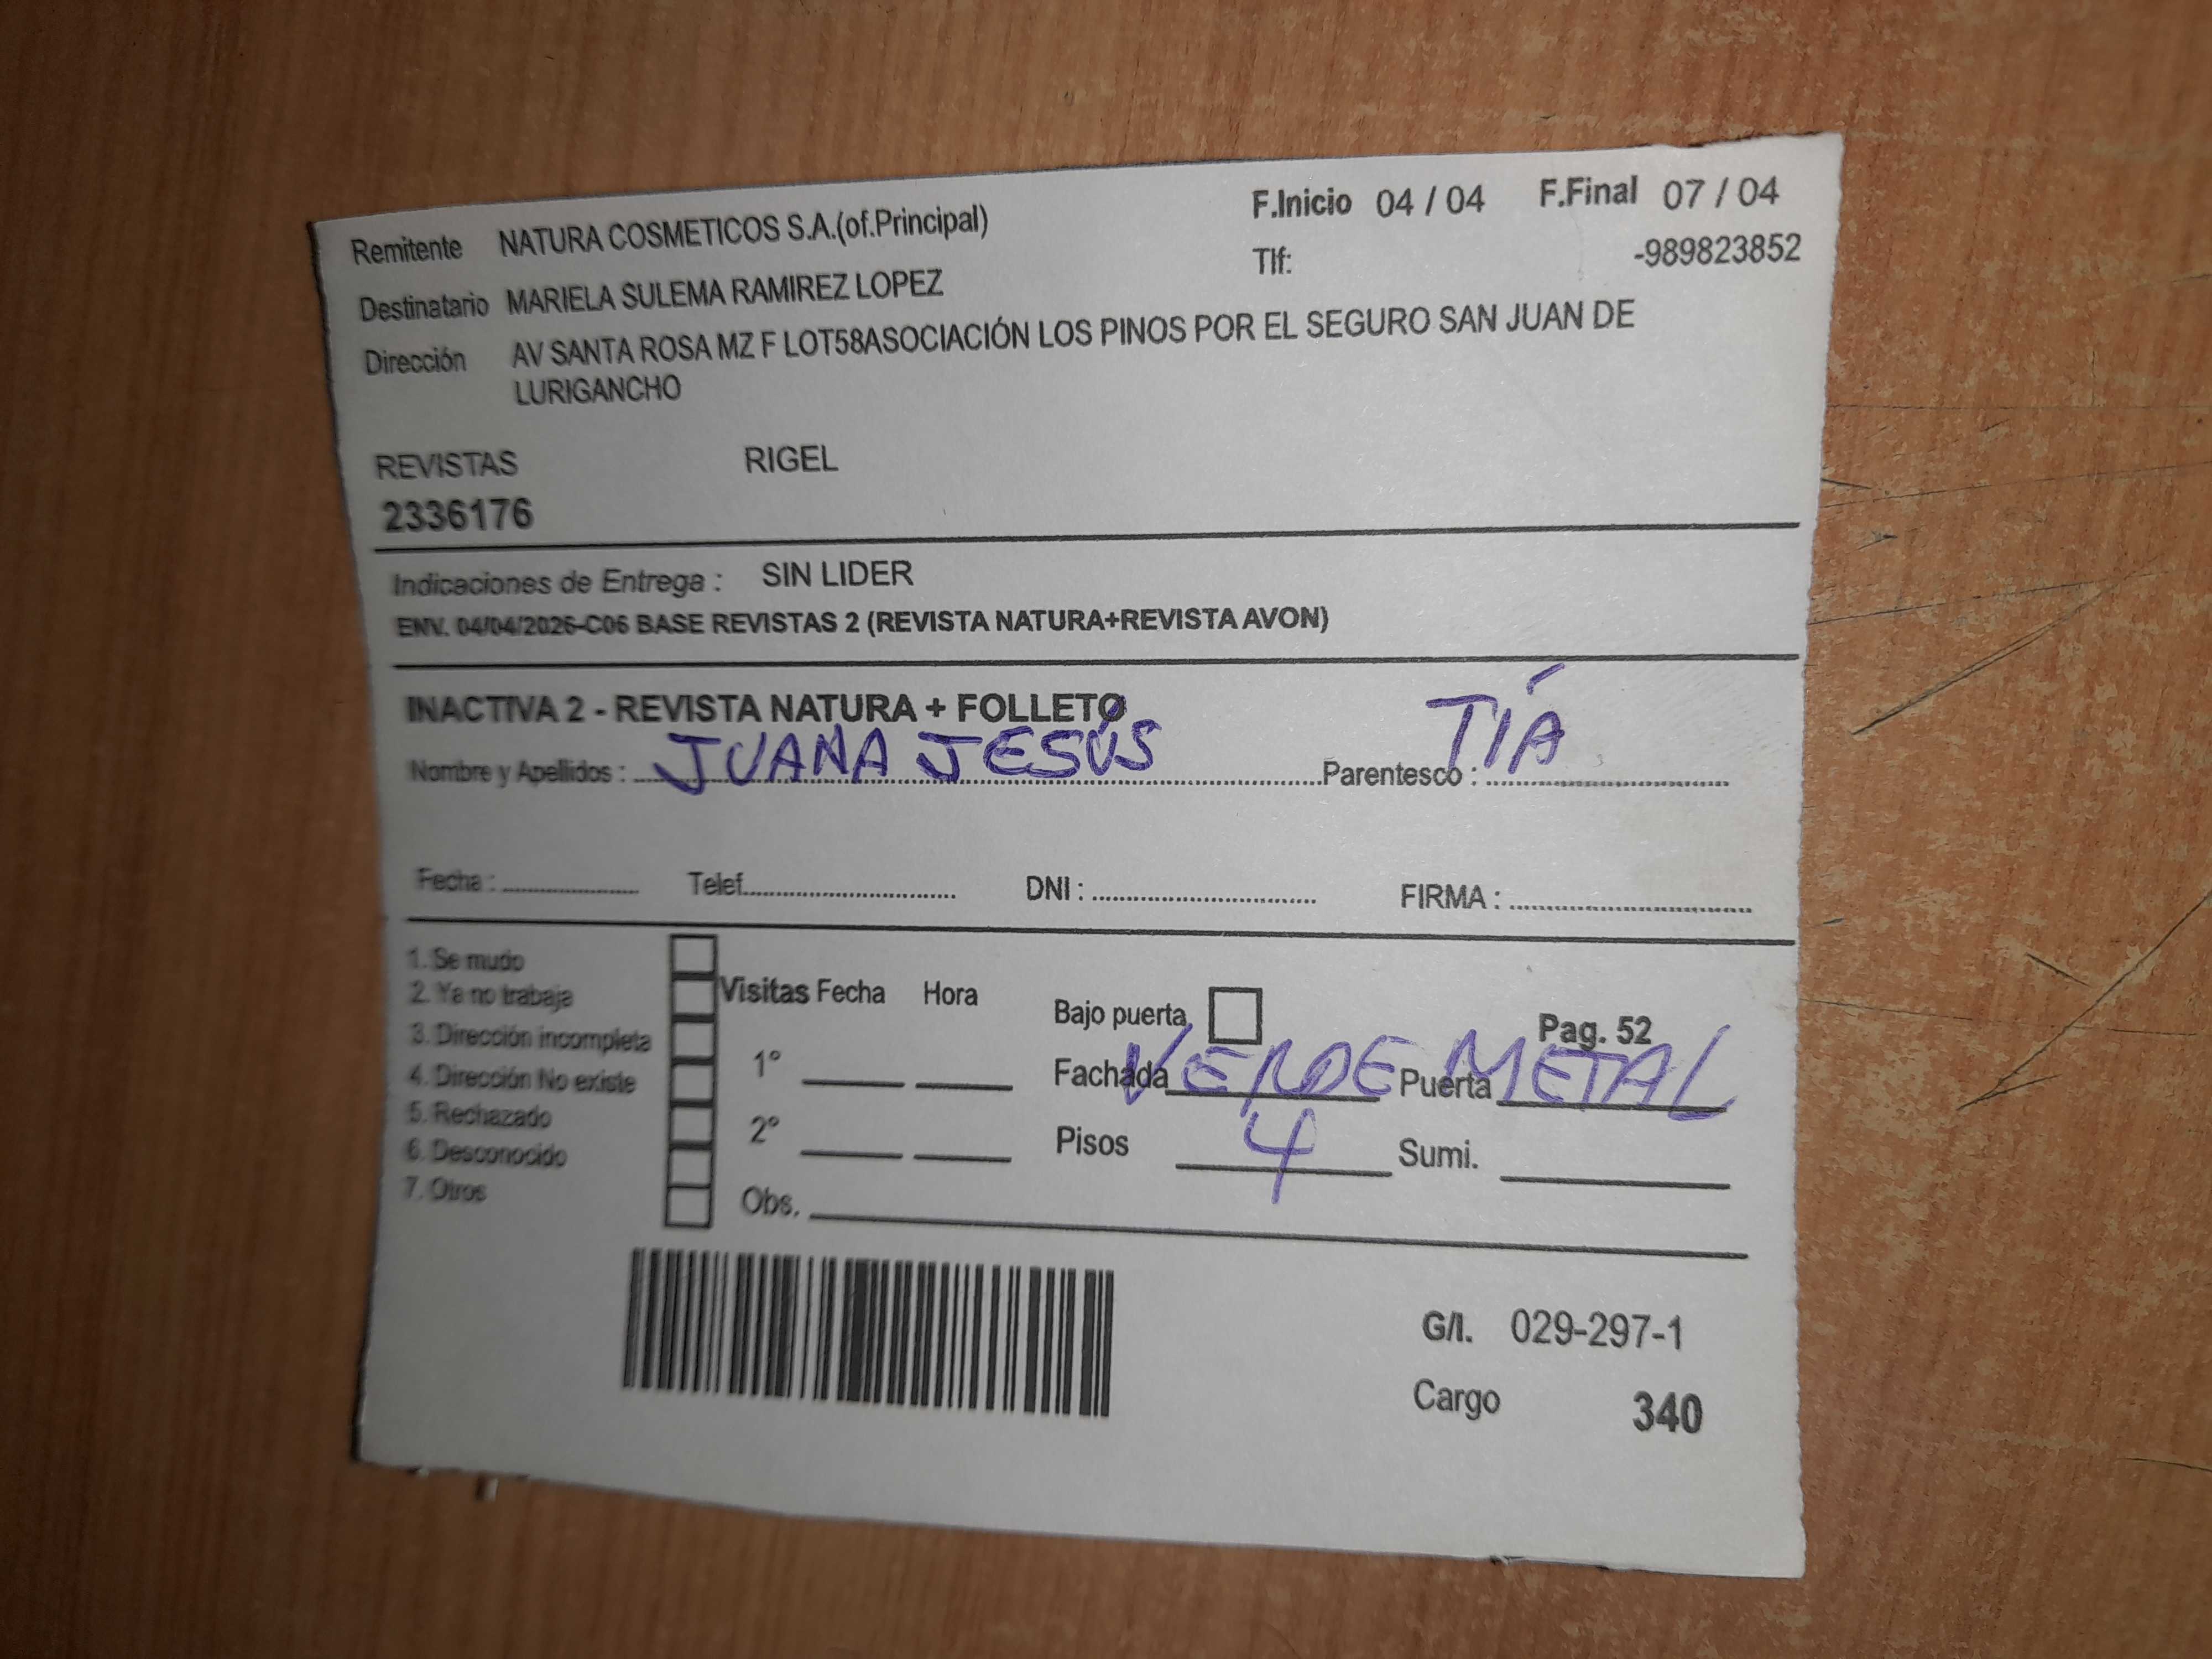 Remitente NATURA COSMETICOS S.A.(of.Principal) F.Inicio 04 / 04 F.Final 07 / 04
Tlf: -989823852
Destinatario MARIELA SULEMA RAMIREZ LOPEZ
Dirección AV SANTA ROSA MZ F LOT58ASOCIACIÓN LOS PINOS POR EL SEGURO SAN JUAN DE
LURIGANCHO
REVISTAS RIGEL
2336176
Indicaciones de Entrega : SIN LIDER
ENV. 04/04/2026-C06 BASE REVISTAS 2 (REVISTA NATURA+REVISTA AVON)
INACTIVA 2 - REVISTA NATURA + FOLLETO
Nombre y Apellidos : JUANA JESÚS Parentesco : TÍA
Fecha : Telef. DNI : FIRMA :
1. Se mudo
2. Ya no trabaja
3. Dirección incompleta
4. Dirección No existe
5. Rechazado
6. Desconocido
7. Otros
Visitas Fecha Hora
1°
2°
Obs.
Bajo puerta Pag. 52
Fachada VERDE Puerta METAL
Pisos 4 Sumi.
G/I. 029-297-1
Cargo 340